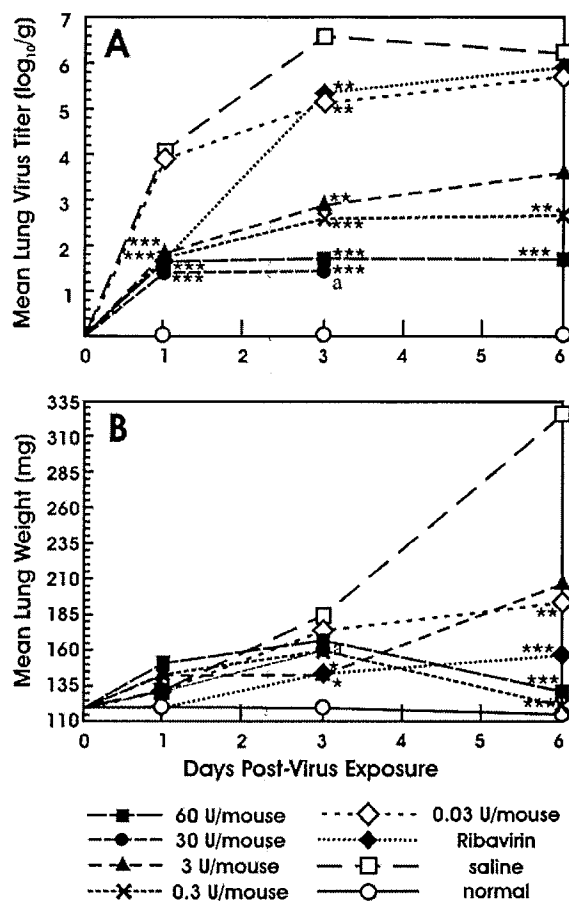 A
Mean Lung Virus Titer (log₁₀/g)
7
6
5
4
3
2
1
** 
**
**
***
**
***
***
***
***
***
***
***
a
0 1 2 3 4 5 6
B
Mean Lung Weight (mg)
335
310
285
260
235
210
185
160
135
110
a
*
*
**
***
***
***
0 1 2 3 4 5 6
Days Post-Virus Exposure
60 U/mouse
0.03 U/mouse
30 U/mouse
Ribavirin
3 U/mouse
saline
0.3 U/mouse
normal